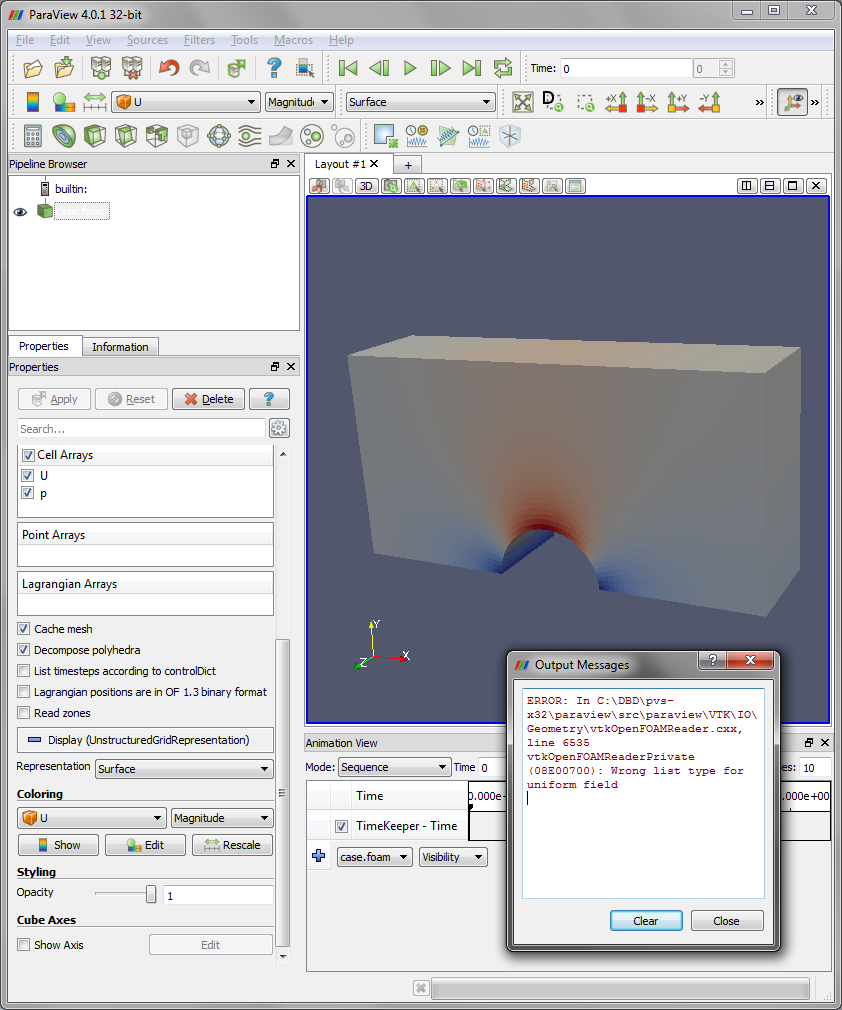 ParaView 4.0.1 32-bit
File Edit View Sources Filters Tools Macros Help
Time: 0 0
U Magnitude Surface
D +X -X +Y -Y
Pipeline Browser
builtin:
case.foam
Properties Information
Properties
Apply Reset Delete ?
Search...
Cell Arrays
U
p
Point Arrays
Lagrangian Arrays
Cache mesh
Decompose polyhedra
List timesteps according to controlDict
Lagrangian positions are in OF 1.3 binary format
Read zones
Display (UnstructuredGridRepresentation)
Representation Surface
Coloring
U Magnitude
Show Edit Rescale
Styling
Opacity 1
Cube Axes
Show Axis Edit
Layout #1 +
3D
Y
X
Z
Animation View
Mode: Sequence Time 0 es: 10
Time 0.000e- .000e+00
TimeKeeper - Time
case.foam Visibility
Output Messages
ERROR: In C:\DBD\pvs-
x32\paraview\src\paraview\VTK\IO\
Geometry\vtkOpenFOAMReader.cxx,
line 6535
vtkOpenFOAMReaderPrivate
(08E00700): Wrong list type for
uniform field
Clear Close